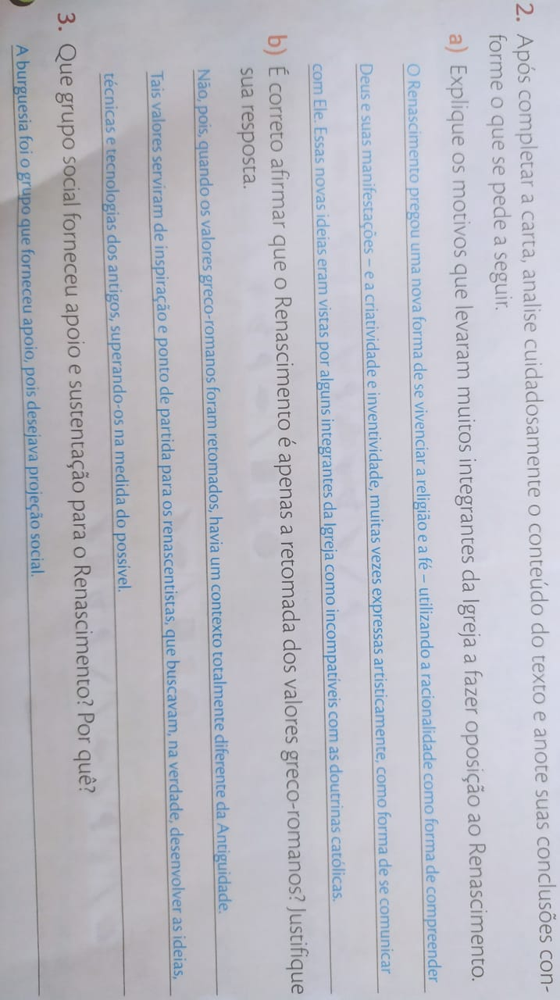 2. Após completar a carta, analise cuidadosamente o conteúdo do texto e anote suas conclusões con-
forme o que se pede a seguir.
a) Explique os motivos que levaram muitos integrantes da Igreja a fazer oposição ao Renascimento.
O Renascimento pregou uma nova forma de se vivenciar a religião e a fé – utilizando a racionalidade como forma de compreender
Deus e suas manifestações – e a criatividade e inventividade, muitas vezes expressas artisticamente, como forma de se comunicar
com Ele. Essas novas ideias eram vistas por alguns integrantes da Igreja como incompatíveis com as doutrinas católicas.
b) É correto afirmar que o Renascimento é apenas a retomada dos valores greco-romanos? Justifique
sua resposta.
Não, pois, quando os valores greco-romanos foram retomados, havia um contexto totalmente diferente da Antiguidade.
Tais valores serviram de inspiração e ponto de partida para os renascentistas, que buscavam, na verdade, desenvolver as ideias,
técnicas e tecnologias dos antigos, superando-os na medida do possível.
3. Que grupo social forneceu apoio e sustentação para o Renascimento? Por quê?
A burguesia foi o grupo que forneceu apoio, pois desejava projeção social.